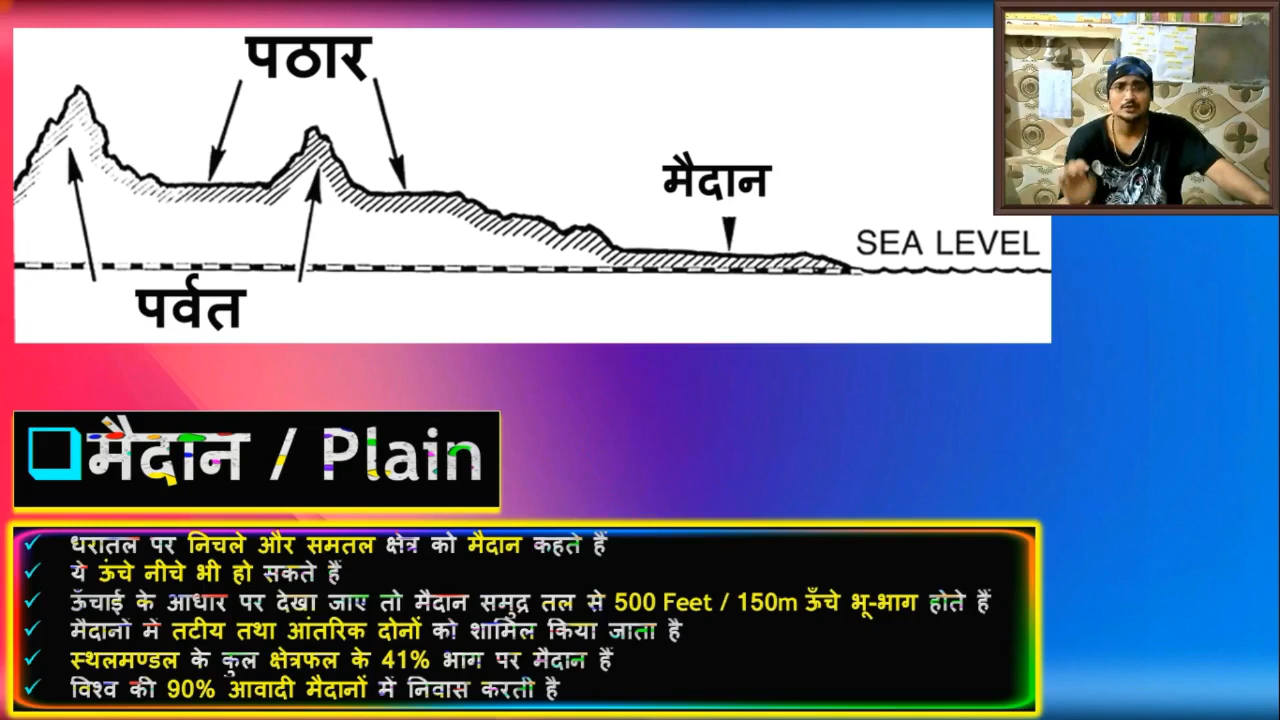 पठार
मैदान
SEA LEVEL
पर्वत
मैदान / Plain
धरातल पर निचले और समतल क्षेत्र को मैदान कहते हैं
ये ऊंचे नीचे भी हो सकते हैं
ऊँचाई के आधार पर देखा जाए तो मैदान समुद्र तल से 500 Feet / 150m ऊँचे भू-भाग होते हैं
मैदानों में तटीय तथा आंतरिक दोनों को शामिल किया जाता है
स्थलमण्डल के कुल क्षेत्रफल के 41% भाग पर मैदान हैं
विश्व की 90% आवादी मैदानों में निवास करती है